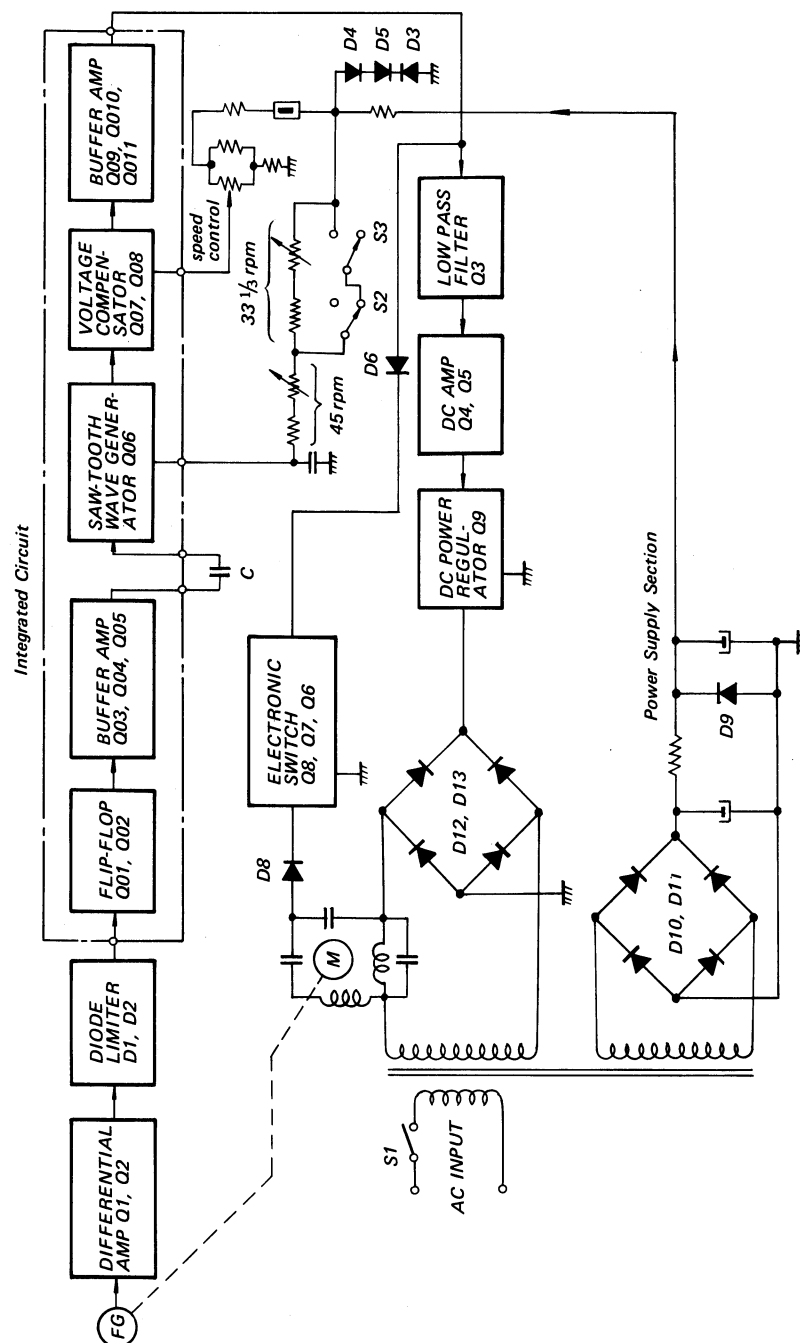 Integrated Circuit
FG
DIFFERENTIAL
AMP Q1, Q2
DIODE
LIMITER
D1, D2
FLIP-FLOP
Q01, Q02
BUFFER AMP
Q03, Q04, Q05
C
SAW-TOOTH
WAVE GENER-
ATOR Q06
VOLTAGE
COMPEN-
SATOR
Q07, Q08
BUFFER AMP
Q09, Q010,
Q011
speed
control
D4
D5
D3
33 1/3 rpm
45 rpm
S2
S3
D6
M
D8
ELECTRONIC
SWITCH
Q8, Q7, Q6
LOW PASS
FILTER
Q3
DC AMP
Q4, Q5
DC POWER
REGUL-
ATOR Q9
D12, D13
S1
AC INPUT
D10, D11
D9
Power Supply Section